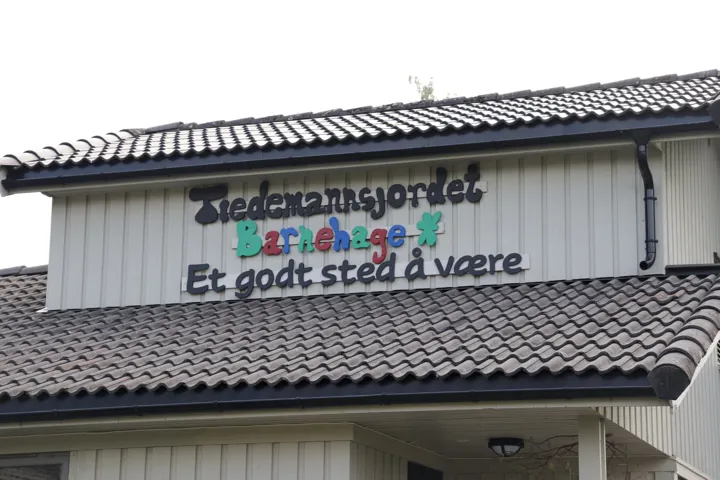 Tiedemannsjordet
Barnehage
Et godt sted å være